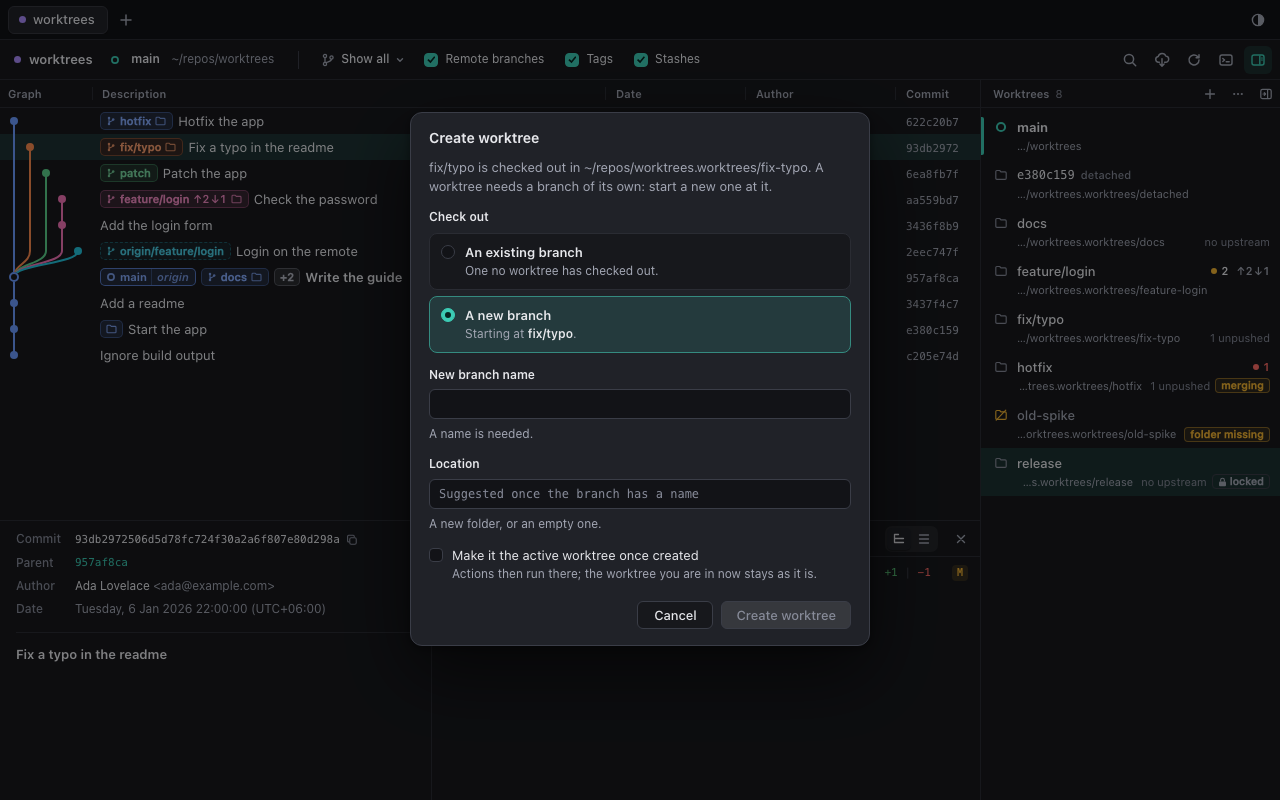 worktrees
worktrees main ~/repos/worktrees Show all Remote branches Tags Stashes
Graph Description Date Author Commit Worktrees 8
hotfix Hotfix the app 622c20b7
fix/typo Fix a typo in the readme 93db2972
patch Patch the app 6ea8fb7f
feature/login ↑2↓1 Check the password aa559bd7
Add the login form 3436f8b9
origin/feature/login Login on the remote 2eec747f
main origin docs +2 Write the guide 957af8ca
Add a readme 3437f4c7
Start the app e380c159
Ignore build output c205e74d
Create worktree
fix/typo is checked out in ~/repos/worktrees.worktrees/fix-typo. A
worktree needs a branch of its own: start a new one at it.
Check out
An existing branch
One no worktree has checked out.
A new branch
Starting at fix/typo.
New branch name
A name is needed.
Location
Suggested once the branch has a name
A new folder, or an empty one.
Make it the active worktree once created
Actions then run there; the worktree you are in now stays as it is.
Cancel Create worktree
main
.../worktrees
e380c159 detached
.../worktrees.worktrees/detached
docs
.../worktrees.worktrees/docs no upstream
feature/login 2 ↑2↓1
.../worktrees.worktrees/feature-login
fix/typo
.../worktrees.worktrees/fix-typo 1 unpushed
hotfix 1
...trees.worktrees/hotfix 1 unpushed merging
old-spike
...orktrees.worktrees/old-spike folder missing
release
...s.worktrees/release no upstream locked
Commit 93db2972506d5d78fc724f30a2a6f807e80d298a
Parent 957af8ca
Author Ada Lovelace <ada@example.com>
Date Tuesday, 6 Jan 2026 22:00:00 (UTC+06:00)
Fix a typo in the readme
+1 −1 M